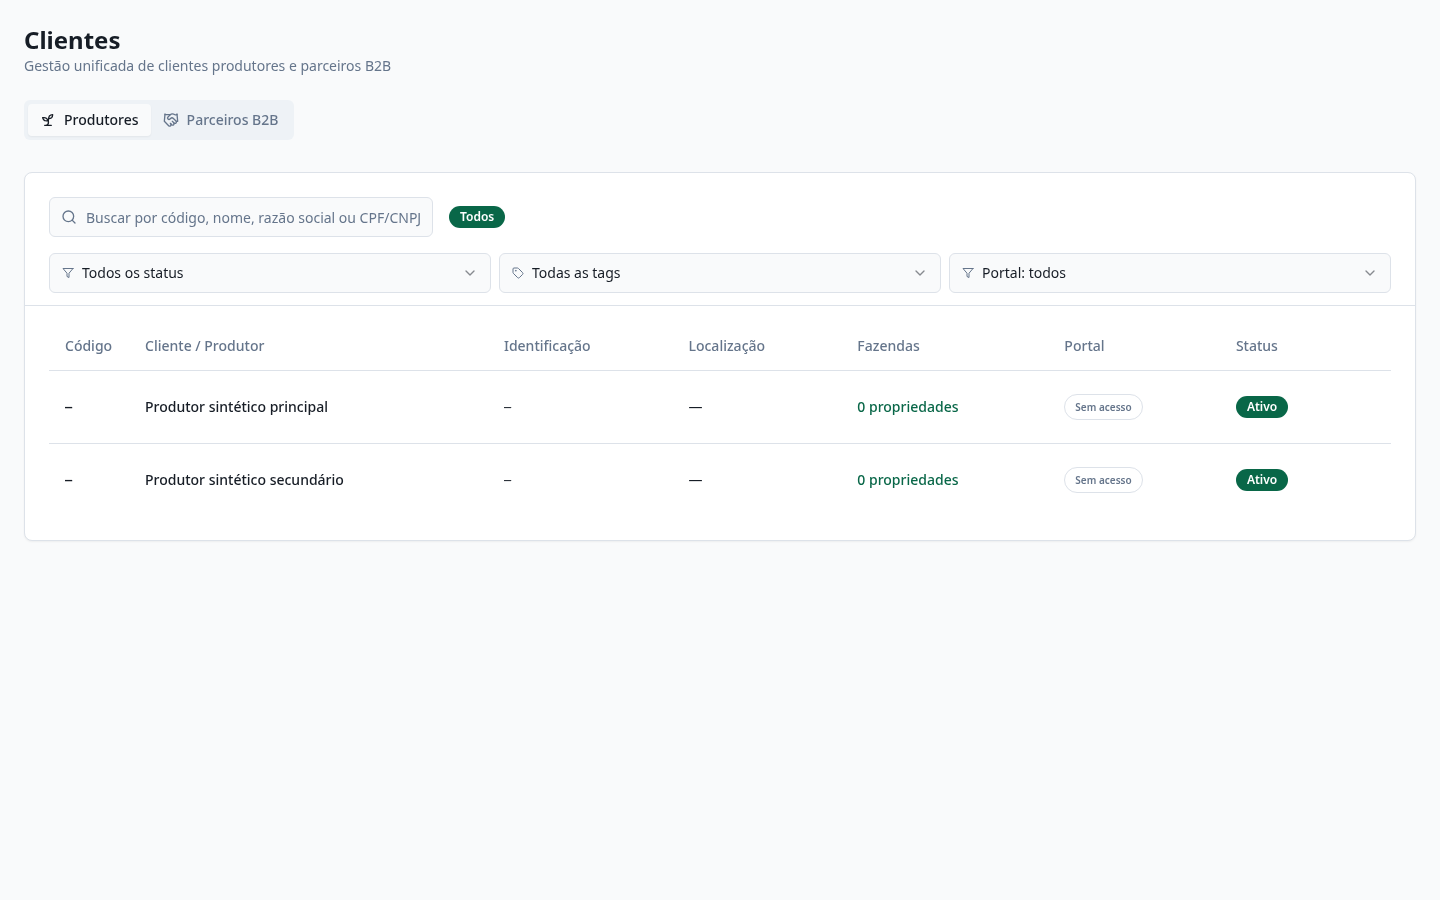 Clientes
Gestão unificada de clientes produtores e parceiros B2B
Produtores Parceiros B2B
Buscar por código, nome, razão social ou CPF/CNPJ Todos
Todos os status Todas as tags Portal: todos
Código Cliente / Produtor Identificação Localização Fazendas Portal Status
– Produtor sintético principal – — 0 propriedades Sem acesso Ativo
– Produtor sintético secundário – — 0 propriedades Sem acesso Ativo